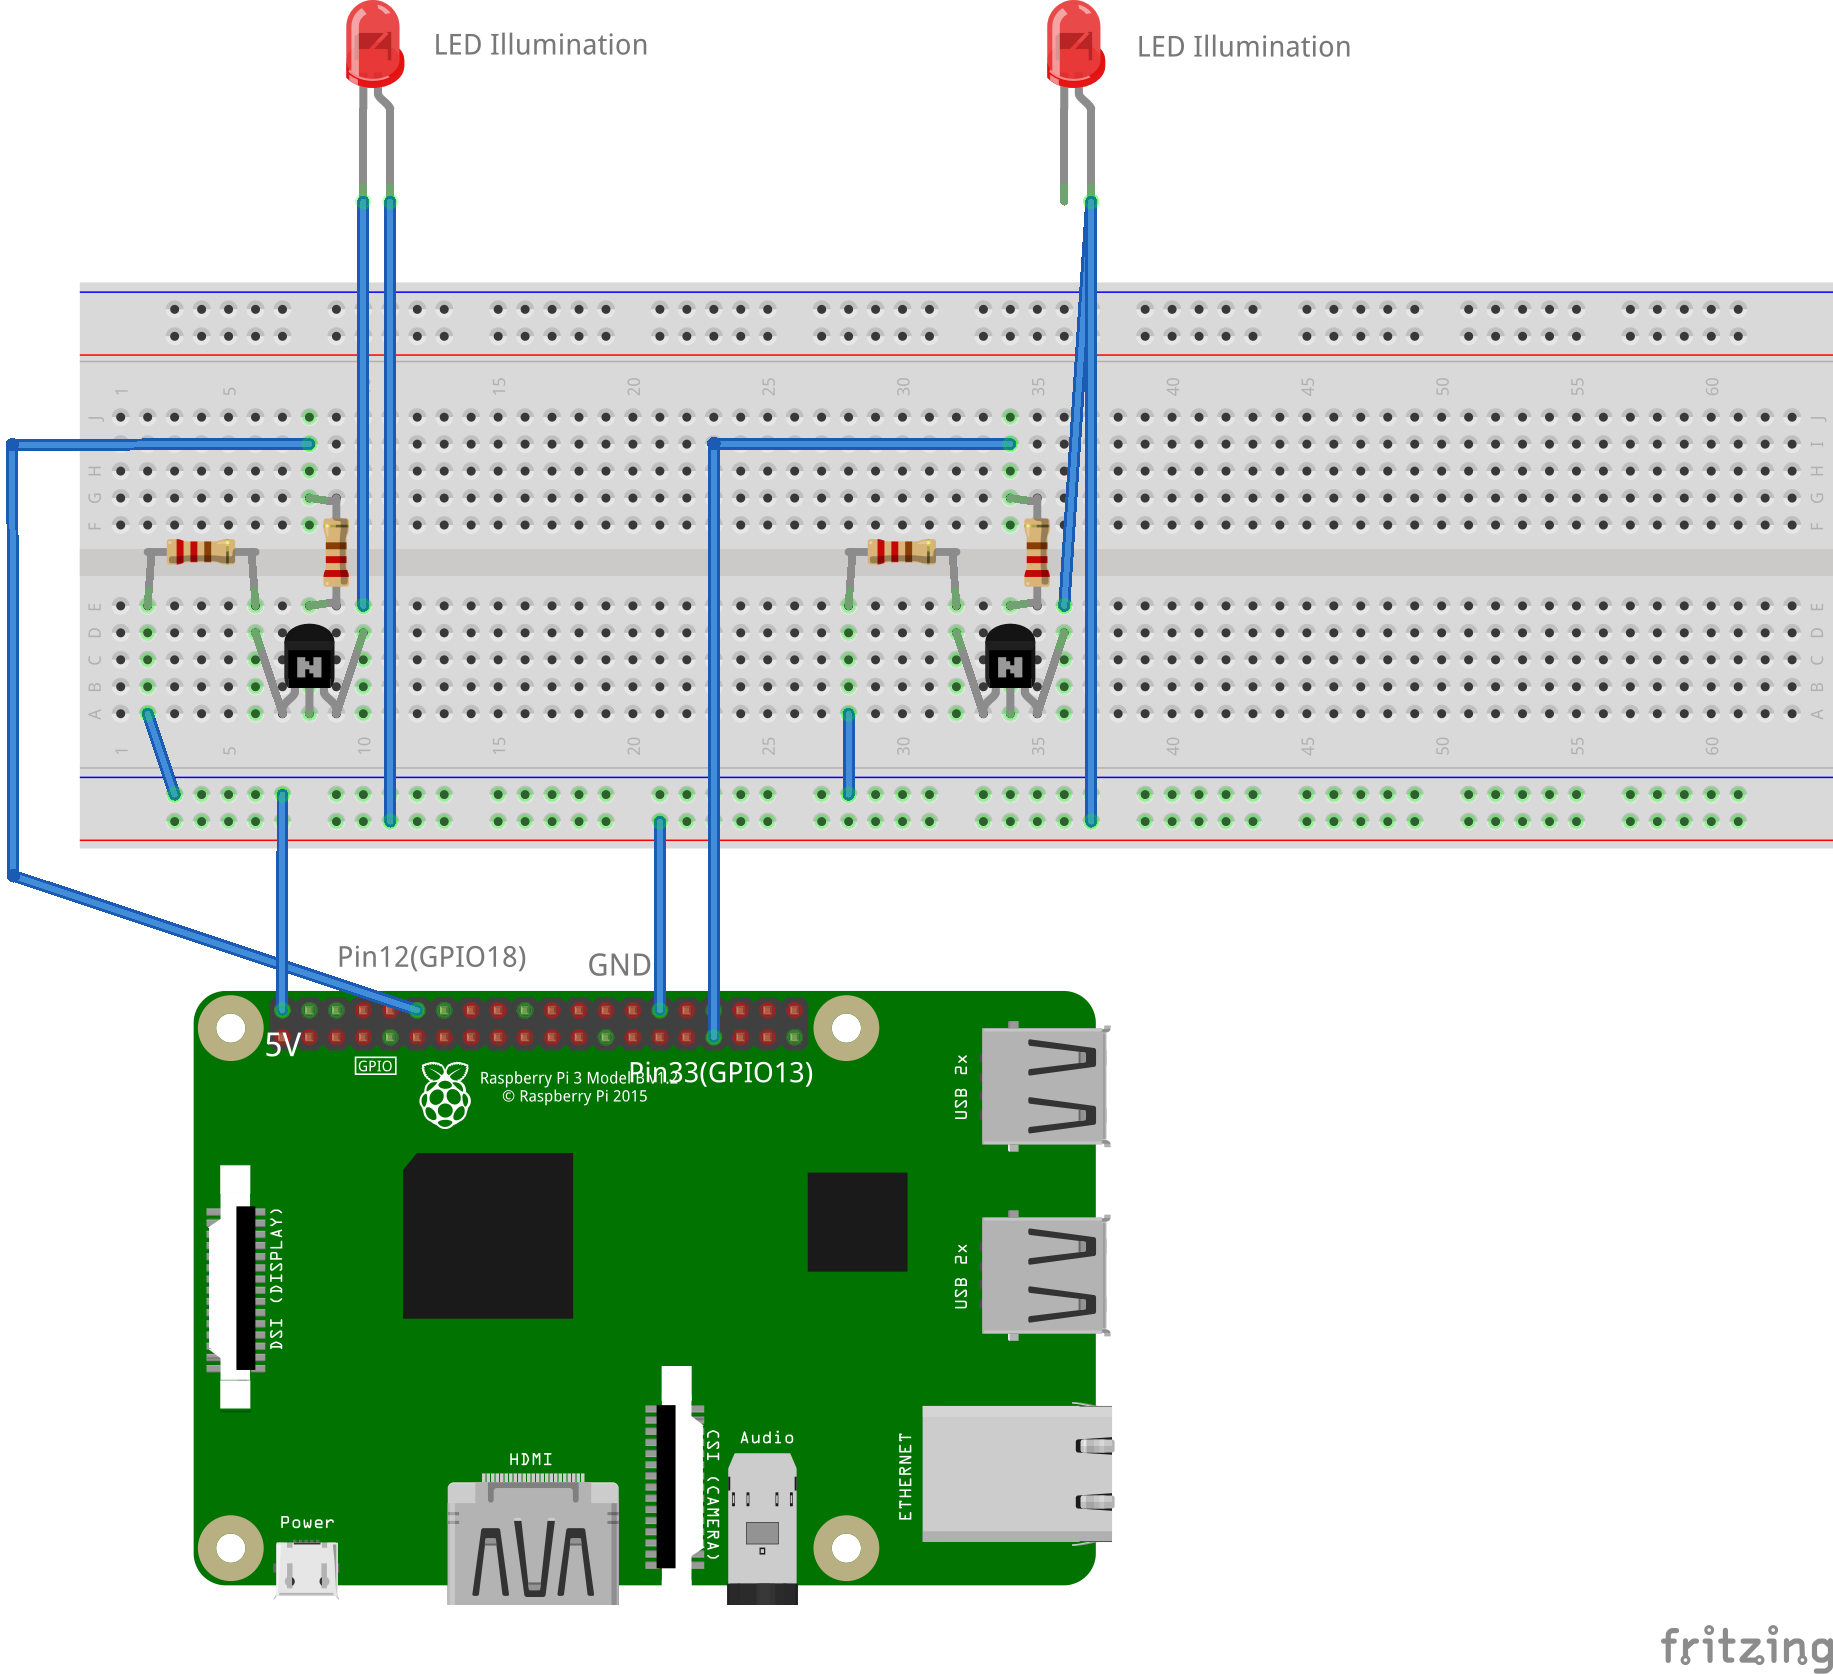 LED Illumination
LED Illumination
1 5 15 20 25 30 35 40 45 50 55 60
J J
I
H H
G G
F F
E E
D D
C C
B B
A A
1 5 10 15 20 25 30 35 40 45 50 55 60
Pin12(GPIO18)
GND
5V
GPIO
Pin33(GPIO13)
Raspberry Pi 3 Model B V1.2
© Raspberry Pi 2015
USB 2x
USB 2x
DSI (DISPLAY)
CSI (CAMERA)
Audio
ETHERNET
HDMI
Power
fritzing